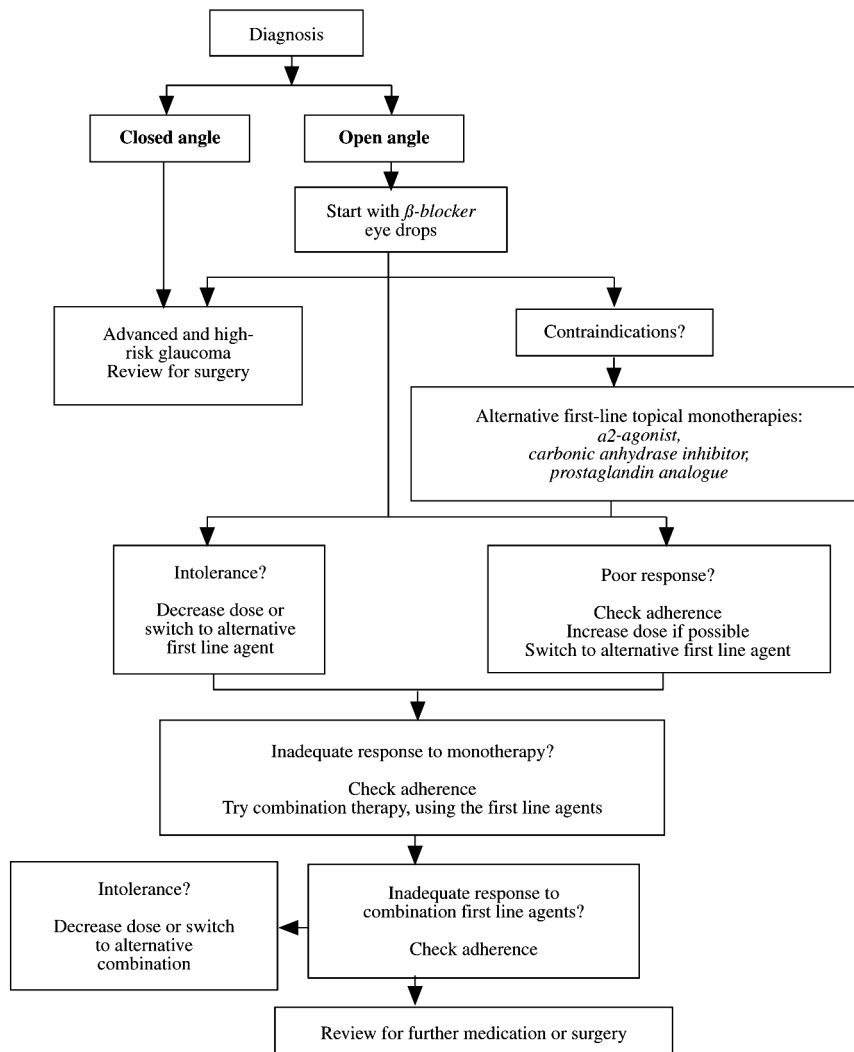 Diagnosis
Closed angle
Open angle
Start with ß-blocker
eye drops
Advanced and high-
risk glaucoma
Review for surgery
Contraindications?
Alternative first-line topical monotherapies:
a2-agonist,
carbonic anhydrase inhibitor,
prostaglandin analogue
Intolerance?
Decrease dose or
switch to alternative
first line agent
Poor response?
Check adherence
Increase dose if possible
Switch to alternative first line agent
Inadequate response to monotherapy?
Check adherence
Try combination therapy, using the first line agents
Intolerance?
Decrease dose or switch
to alternative
combination
Inadequate response to
combination first line agents?
Check adherence
Review for further medication or surgery